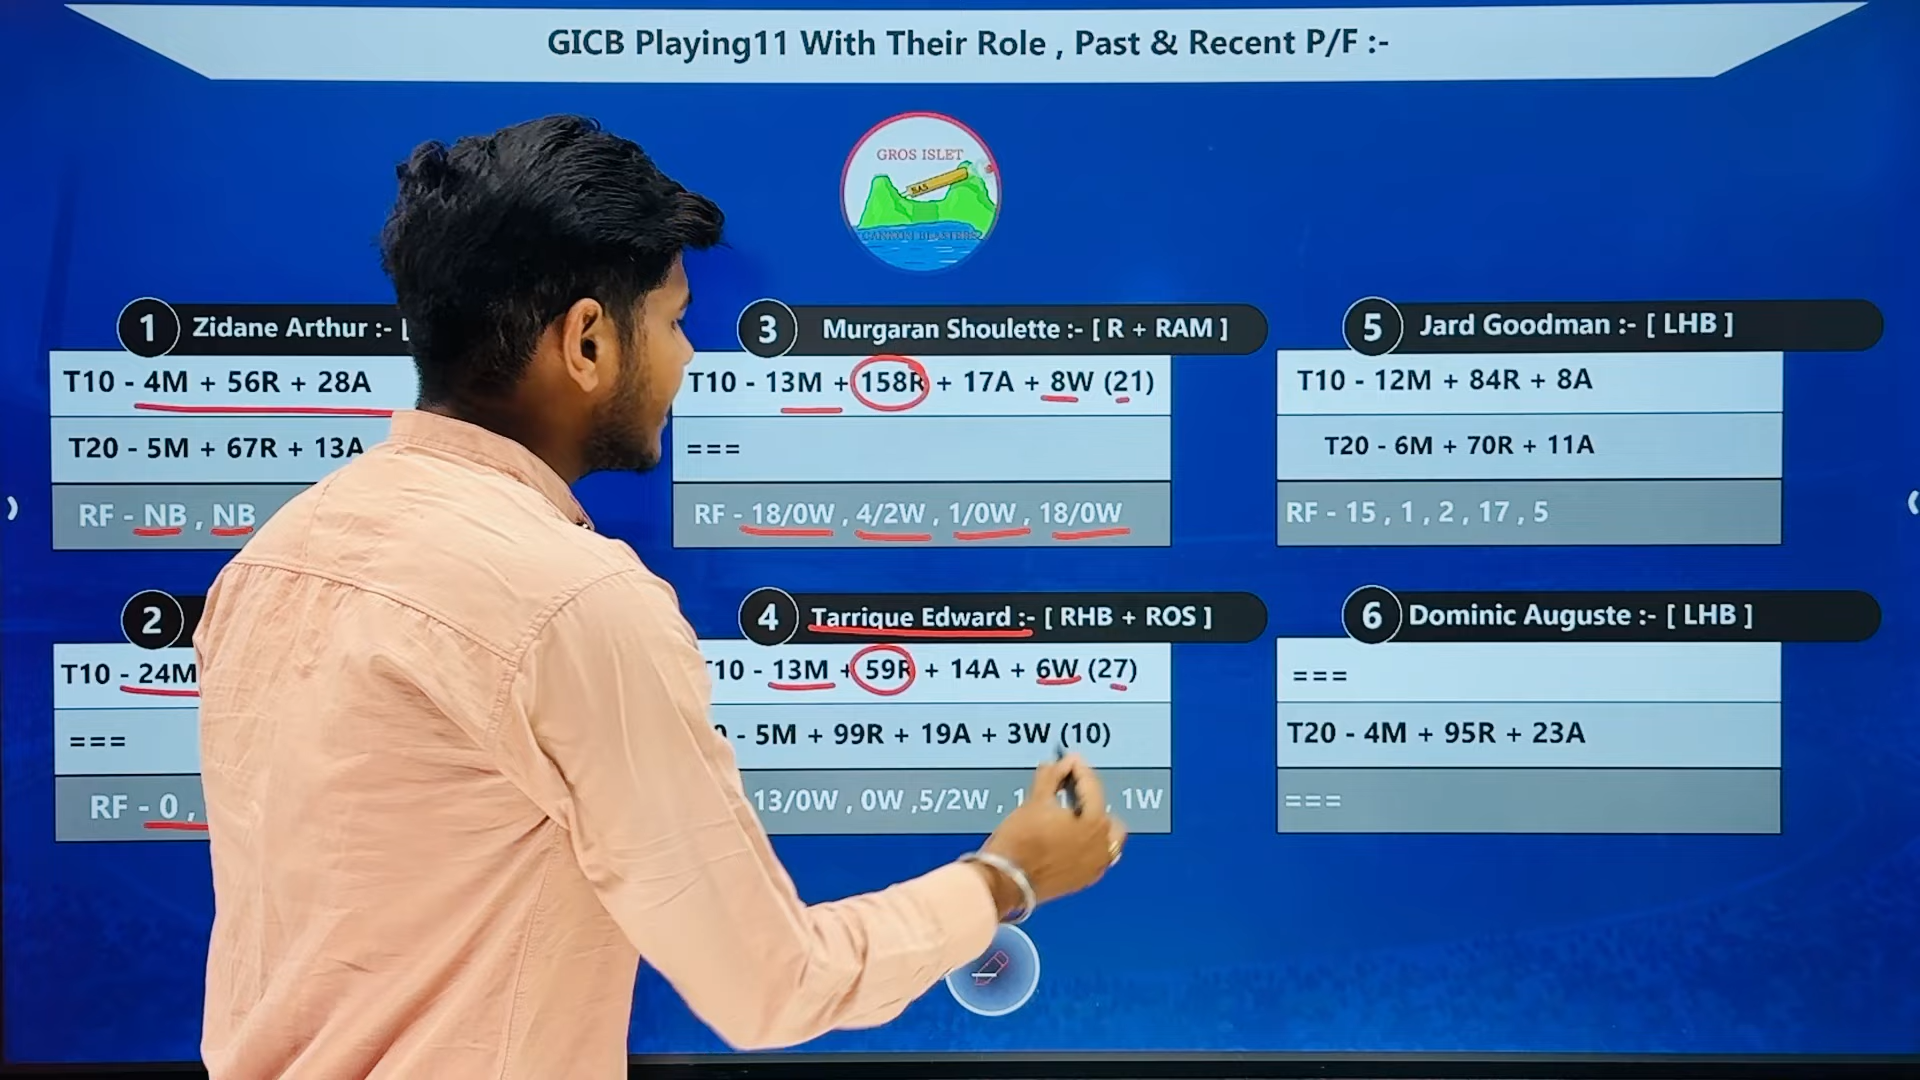 GICB Playing11 With Their Role , Past & Recent P/F :-
GROS ISLET
BAS
CANNON BLASTERS
1 Zidane Arthur :- [
T10 - 4M + 56R + 28A
T20 - 5M + 67R + 13A
RF - NB , NB
2
T10 - 24M
===
RF - 0 ,
3 Murgaran Shoulette :- [ R + RAM ]
T10 - 13M + 158R + 17A + 8W (21)
===
RF - 18/0W , 4/2W , 1/0W , 18/0W
4 Tarrique Edward :- [ RHB + ROS ]
10 - 13M + 59R + 14A + 6W (27)
- 5M + 99R + 19A + 3W (10)
13/0W , 0W ,5/2W , , 1W
5 Jard Goodman :- [ LHB ]
T10 - 12M + 84R + 8A
T20 - 6M + 70R + 11A
RF - 15 , 1 , 2 , 17 , 5
6 Dominic Auguste :- [ LHB ]
===
T20 - 4M + 95R + 23A
===